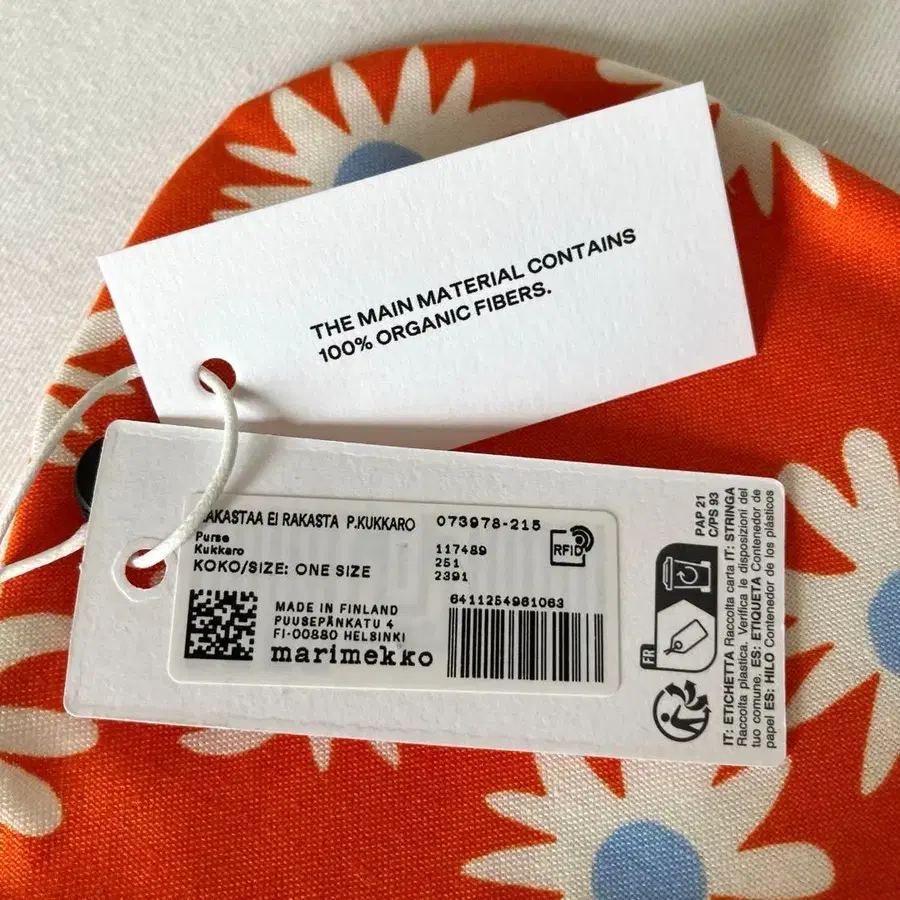 THE MAIN MATERIAL CONTAINS
100% ORGANIC FIBERS.
RAKASTAA EI RAKASTA P.KUKKARO 073978-215
Purse
Kukkaro
117489
KOKO/SIZE: ONE SIZE
251
2391
MADE IN FINLAND
PUUSEPÄNKATU 4
FI-00880 HELSINKI
marimekko
6411254961063
RFID
FR
PAP 21
C/PS 93
IT: ETICHETTA Raccolta carta IT: STRINGA
Raccolta plastica. Verifica le disposizioni del
tuo comune. ES: ETIQUETA Contenedor de
papel ES: HILO Contenedor de los plásticos